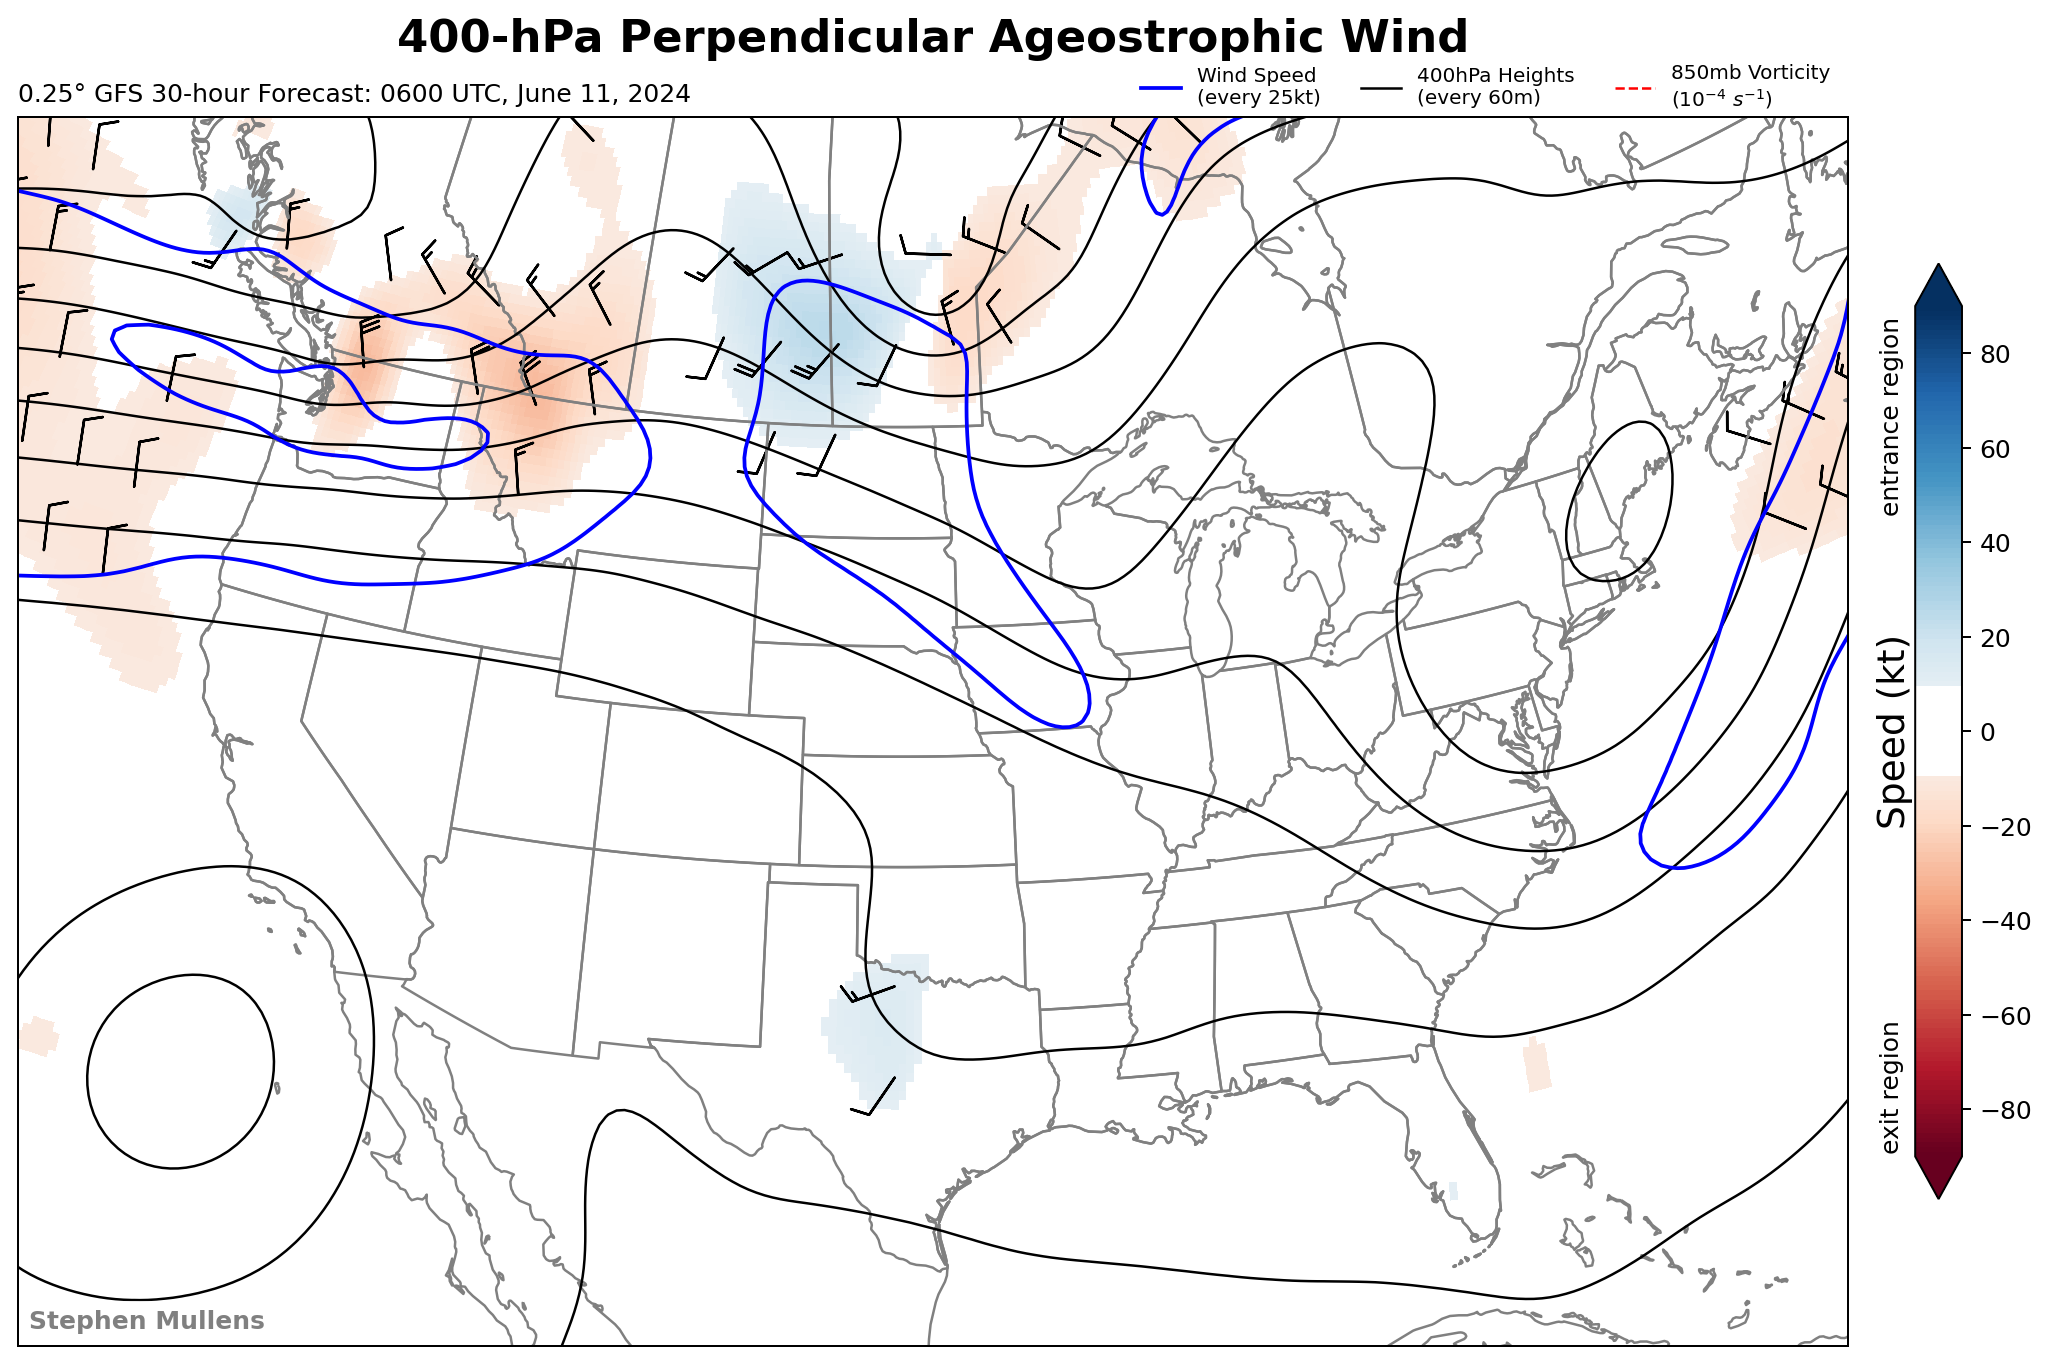 400-hPa Perpendicular Ageostrophic Wind
0.25° GFS 30-hour Forecast: 0600 UTC, June 11, 2024
Wind Speed
(every 25kt)
400hPa Heights
(every 60m)
850mb Vorticity
(10⁻⁴ s⁻¹)
entrance region
Speed (kt)
exit region
80
60
40
20
0
−20
−40
−60
−80
Stephen Mullens